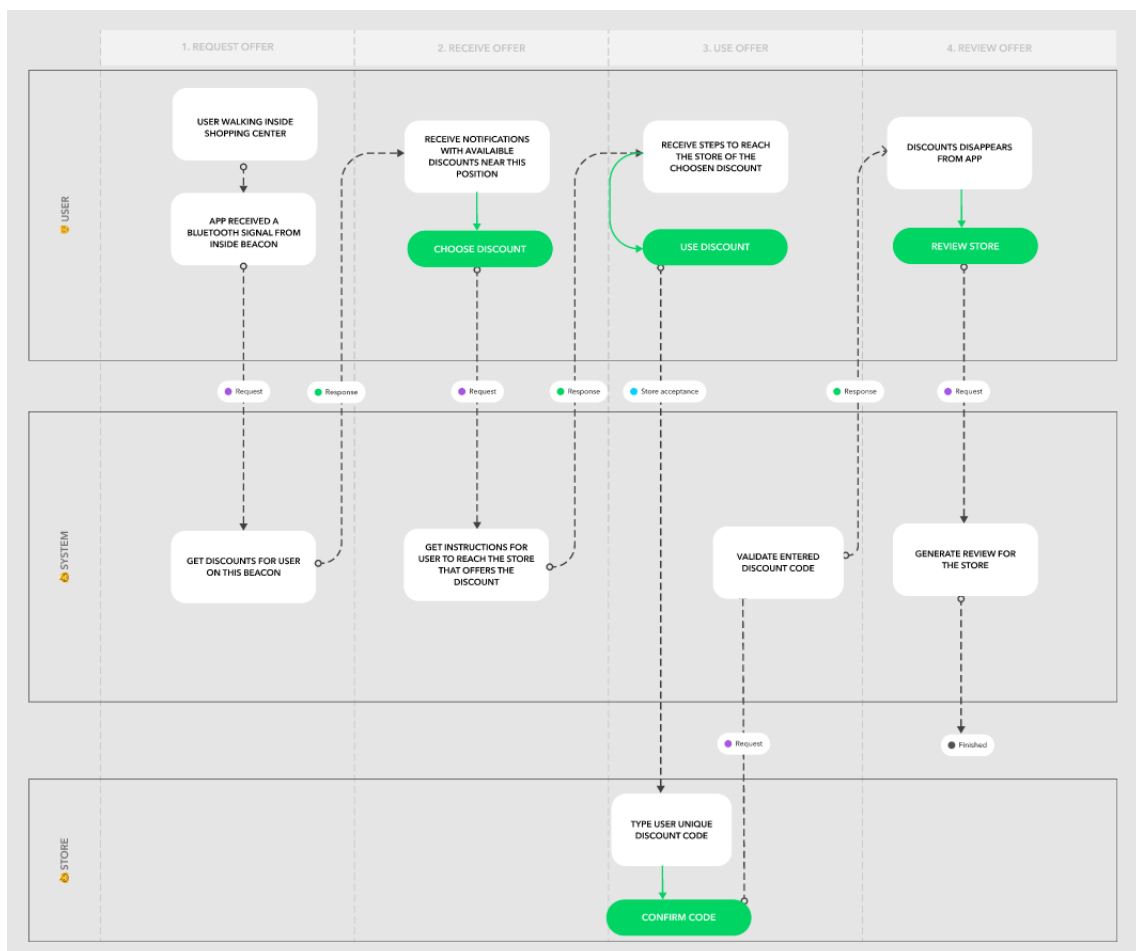 1. REQUEST OFFER
2. RECEIVE OFFER
3. USE OFFER
4. REVIEW OFFER
USER
USER WALKING INSIDE
SHOPPING CENTER
APP RECEIVED A
BLUETOOTH SIGNAL FROM
INSIDE BEACON
RECEIVE NOTIFICATIONS
WITH AVAILAIBLE
DISCOUNTS NEAR THIS
POSITION
CHOOSE DISCOUNT
RECEIVE STEPS TO REACH
THE STORE OF THE
CHOOSEN DISCOUNT
USE DISCOUNT
DISCOUNTS DISAPPEARS
FROM APP
REVIEW STORE
Request
Response
Request
Response
Store acceptance
Response
Request
SYSTEM
GET DISCOUNTS FOR USER
ON THIS BEACON
GET INSTRUCTIONS FOR
USER TO REACH THE STORE
THAT OFFERS THE
DISCOUNT
VALIDATE ENTERED
DISCOUNT CODE
GENERATE REVIEW FOR
THE STORE
Request
Finished
STORE
TYPE USER UNIQUE
DISCOUNT CODE
CONFIRM CODE